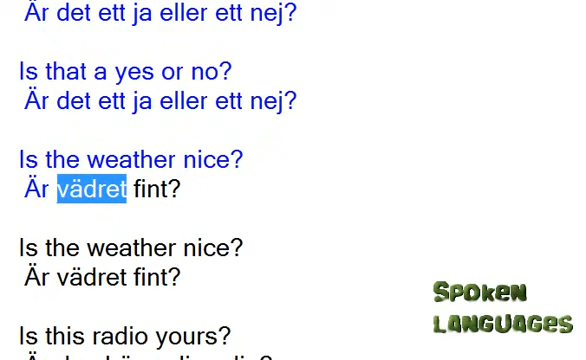 Är det ett ja eller ett nej?
Is that a yes or no?
Är det ett ja eller ett nej?
Is the weather nice?
Är vädret fint?
Is the weather nice?
Är vädret fint?
Is this radio yours?
Spoken
Languages